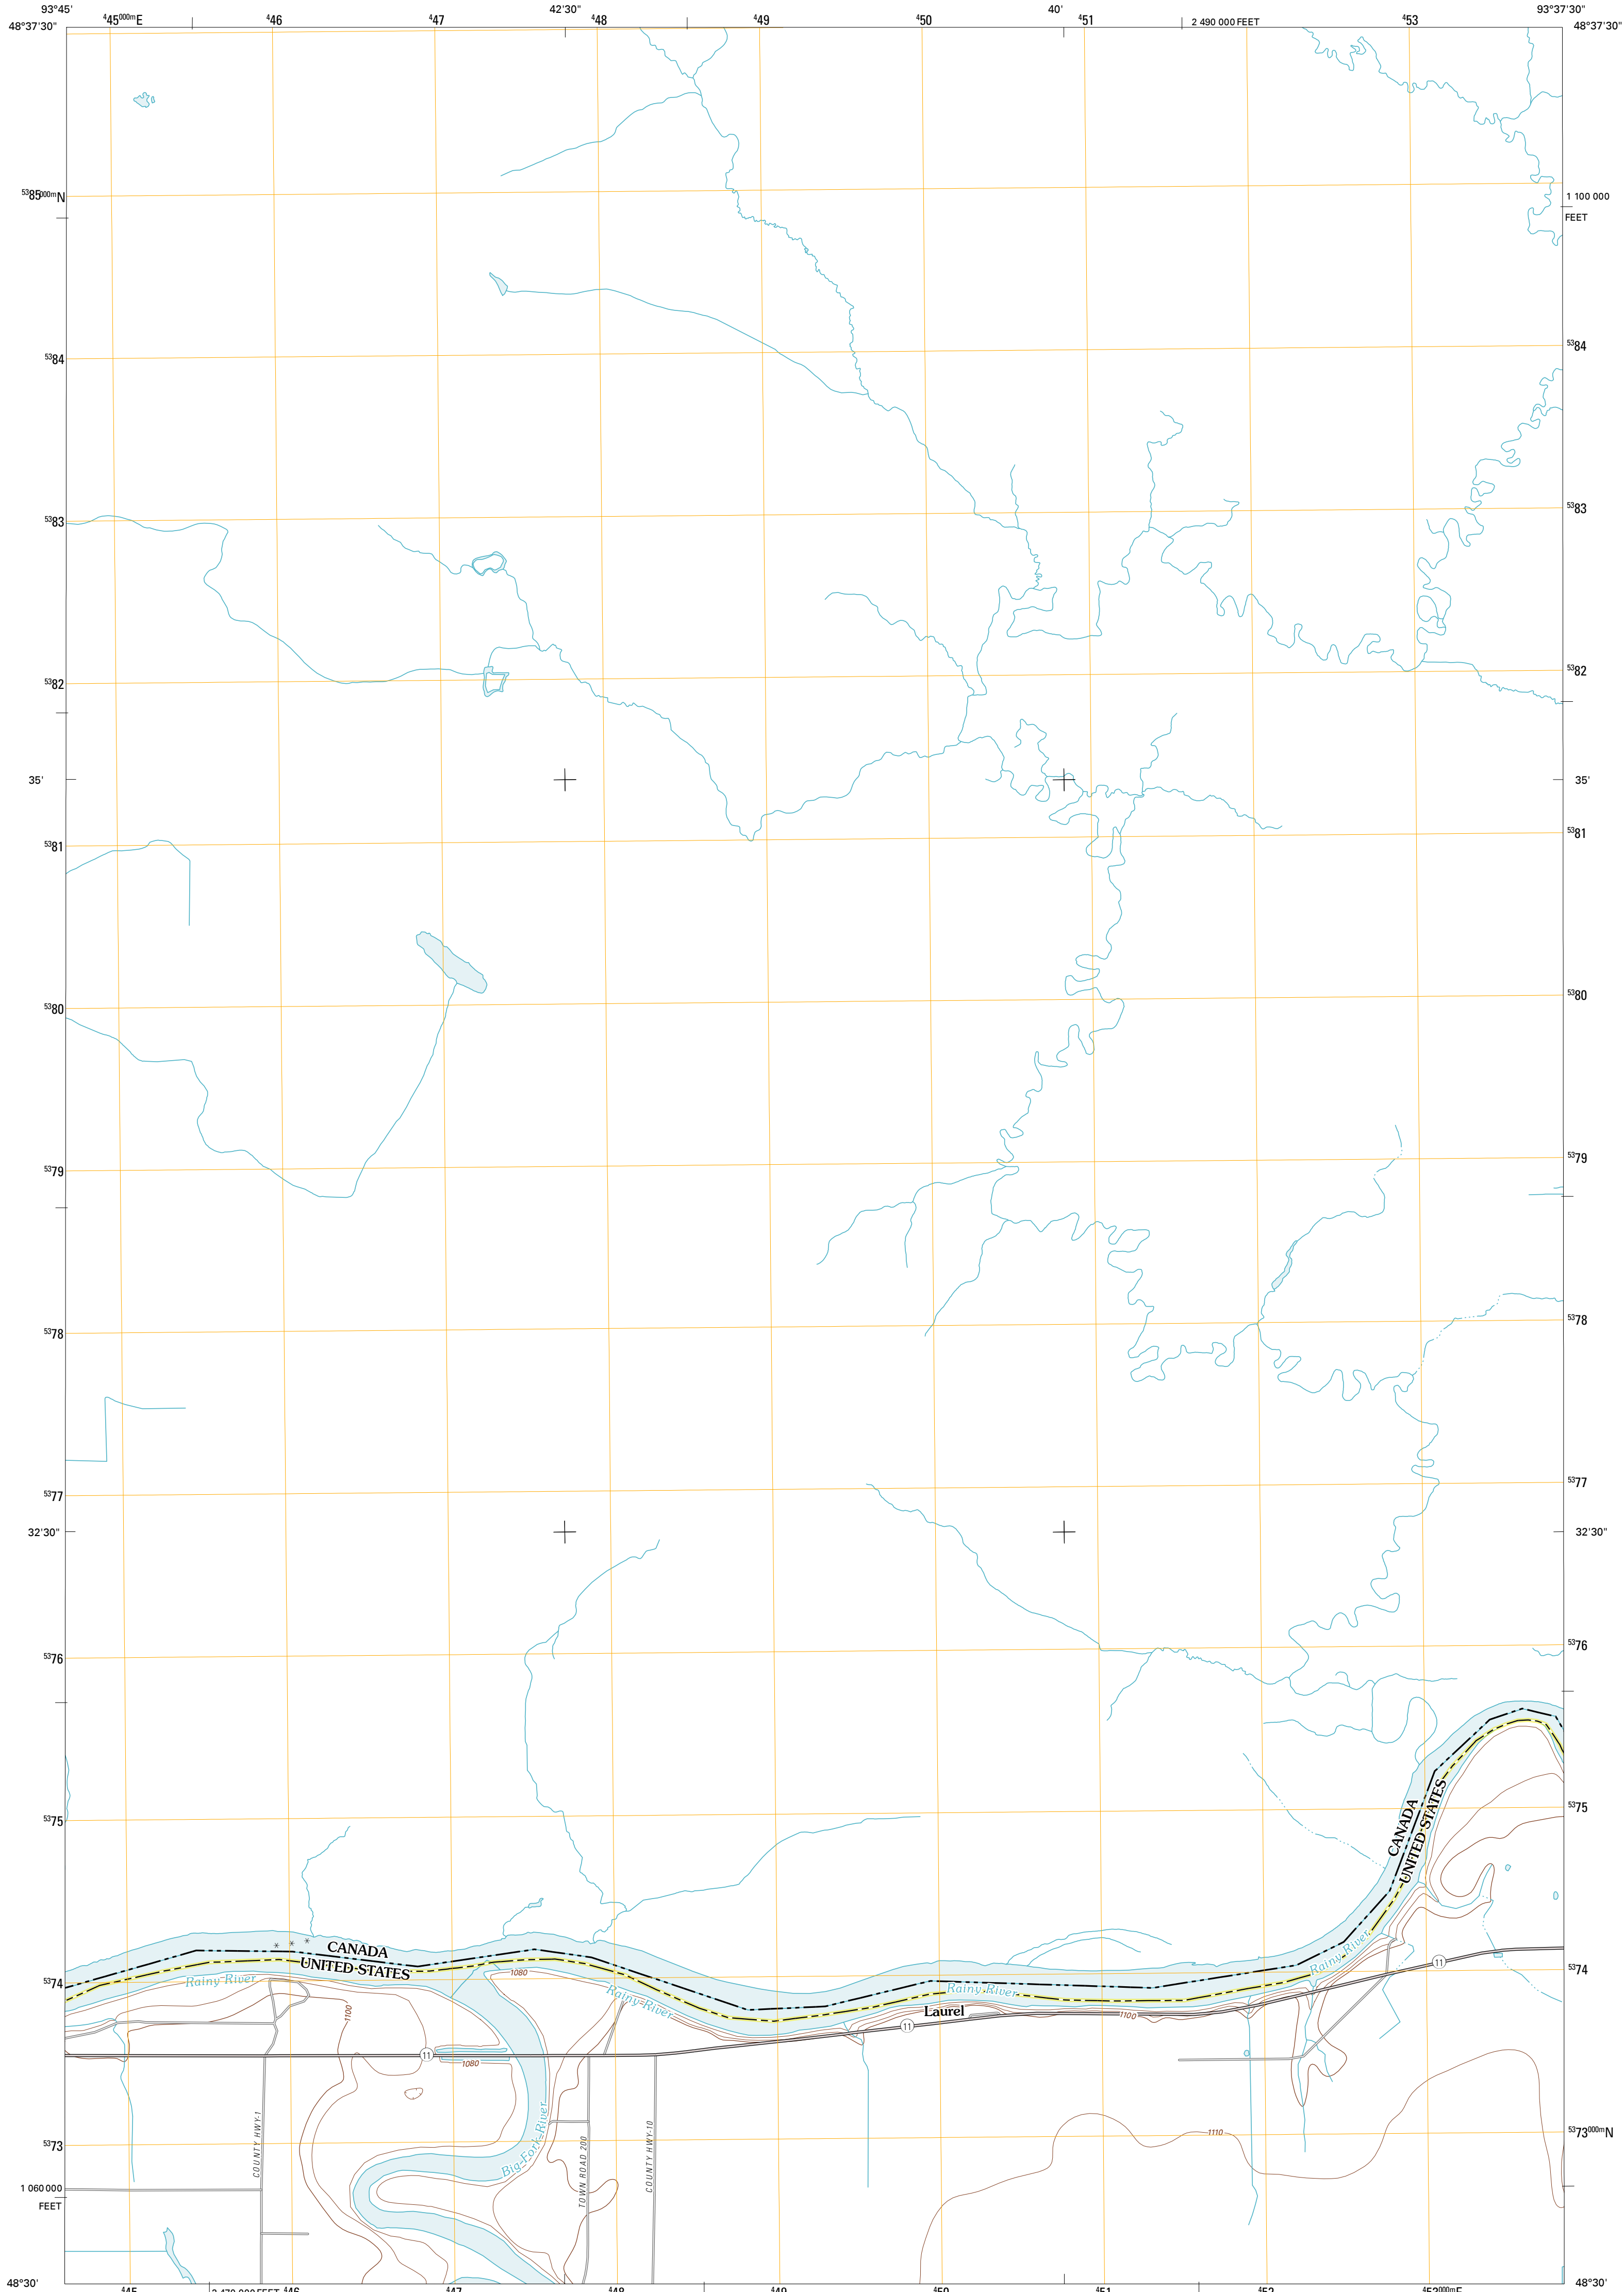 93°45' 42'30" 40' 93°37'30"
⁴45⁰⁰⁰ᵐE ⁴46 ⁴47 ⁴48 ⁴49 ⁴50 ⁴51 2 490 000 FEET ⁴53
48°37'30" 48°37'30"
⁵³85⁰⁰⁰ᵐN 1 100 000
FEET
⁵³84 ⁵³84
⁵³83 ⁵³83
⁵³82 ⁵³82
35' 35'
⁵³81 ⁵³81
⁵³80 ⁵³80
⁵³79 ⁵³79
⁵³78 ⁵³78
⁵³77 ⁵³77
32'30" 32'30"
⁵³76 ⁵³76
⁵³75 ⁵³75
CANADA
UNITED STATES
CANADA
UNITED STATES
⁵³74 ⁵³74
Rainy River
1080
Rainy River
Rainy River
Rainy River
11
1100
Laurel
1100
11
11
1080
COUNTY HWY-1
Big Fork River
TOWN ROAD 200
COUNTY HWY-10
1110
⁵³73 ⁵³73⁰⁰⁰ᵐN
1 060 000
FEET
48°30' 48°30'